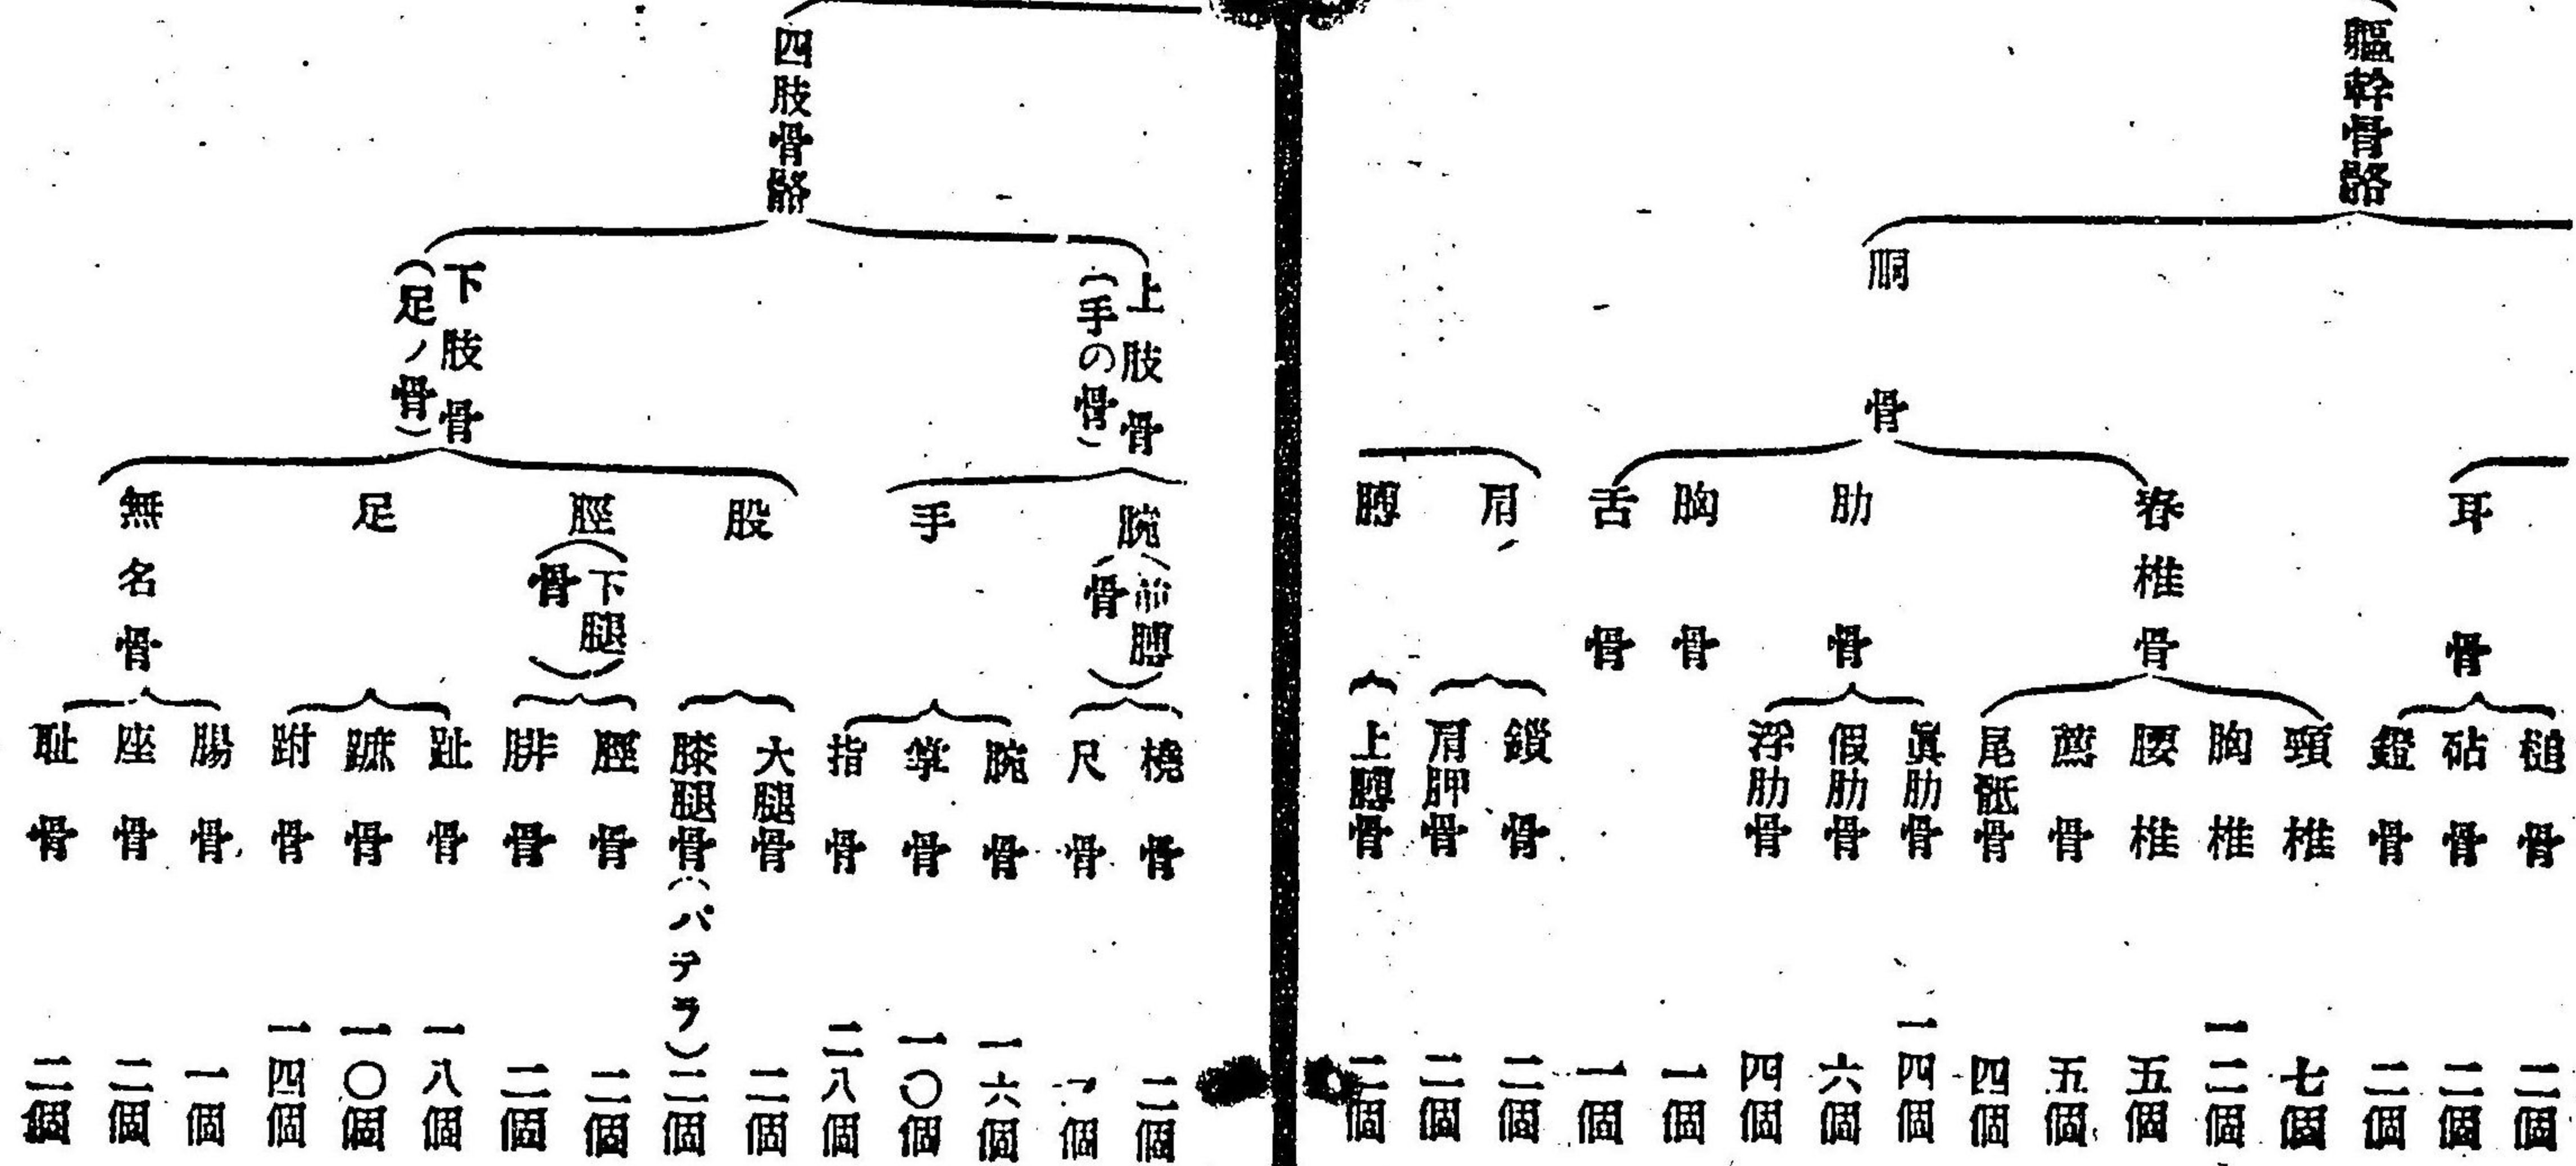 軀幹骨骼
耳骨
槌骨 二個
砧骨 二個
鐙骨 二個
胴骨
脊椎骨
頸椎 七個
胸椎 一二個
腰椎 五個
薦骨 五個
尾骶骨 四個
肋骨
眞肋骨 一四個
假肋骨 六個
浮肋骨 四個
胸骨 一個
舌骨 一個
肩
鎖骨 二個
肩胛骨 二個
膊
上膊骨 二個
四肢骨骼
上肢骨
(手の骨)
腕(前膊骨)
橈骨 二個
尺骨 個
手
腕骨 一六個
掌骨 一〇個
指骨 二八個
下肢骨
(足ノ骨)
股
大腿骨 二個
膝腿骨(パテラ) 二個
脛(下腿骨)
脛骨 二個
腓骨 二個
足
趾骨 一八個
蹠骨 一〇個
跗骨 一四個
無名骨
腸骨 一個
座骨 二個
耻骨 二個